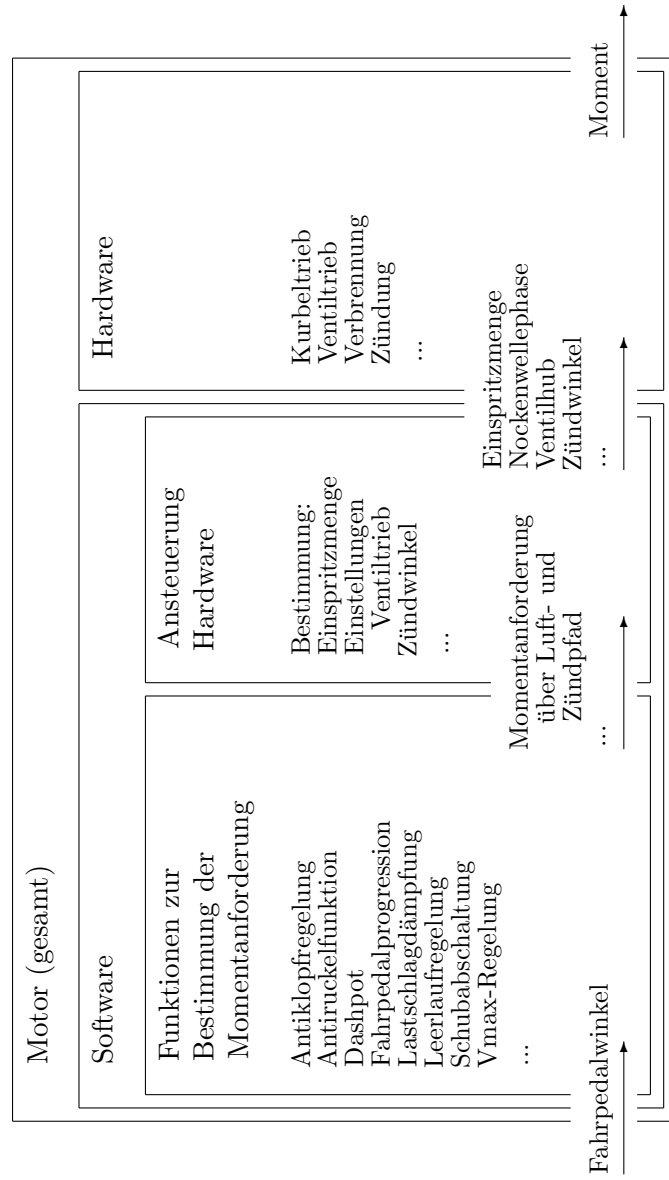 Motor (gesamt)
Software
Funktionen zur
Bestimmung der
Momentanforderung
Antiklopfregelung
Antiruckelfunktion
Dashpot
Fahrpedalprogression
Lastschlagdämpfung
Leerlaufregelung
Schubabschaltung
Vmax-Regelung
...
Fahrpedalwinkel
Ansteuerung
Hardware
Bestimmung:
Einspritzmenge
Einstellungen
Ventiltrieb
Zündwinkel
...
Momentanforderung
über Luft- und
Zündpfad
...
Hardware
Kurbeltrieb
Ventiltrieb
Verbrennung
Zündung
...
Einspritzmenge
Nockenwellephase
Ventilhub
Zündwinkel
...
Moment